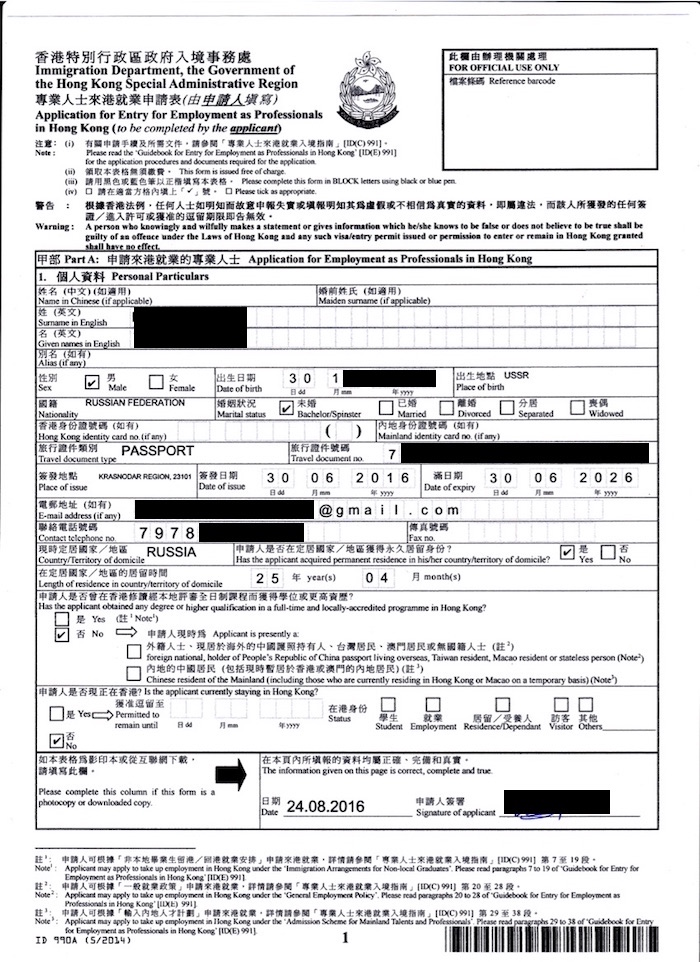 香港特別行政區政府入境事務處
Immigration Department, the Government of
the Hong Kong Special Administrative Region
專業人士來港就業申請表(由申請人填寫)
Application for Entry for Employment as Professionals
in Hong Kong (to be completed by the applicant)
此欄由辦理機關處理
FOR OFFICIAL USE ONLY
檔案條碼 Reference barcode
注意: (i) 有關申請手續及所需文件,請參閱「專業人士來港就業入境指南」[ID(C) 991]。
Note : Please read the 'Guidebook for Entry for Employment as Professionals in Hong Kong' [ID(E) 991]
for the application procedures and documents required for the application.
(ii) 領取本表格無須繳費。 This form is issued free of charge.
(iii) 請用黑色或藍色筆以正楷填寫本表格。 Please complete this form in BLOCK letters using black or blue pen.
(iv) □ 請在適當方格內填上「✓」號。 □ Please tick as appropriate.
警告 : 根據香港法例,任何人士如明知而故意申報失實或填報明知其為虛假或不相信為真實的資料,即屬違法,而該人所獲發的任何簽
證/進入許可或獲准的逗留期限即告無效。
Warning : A person who knowingly and wilfully makes a statement or gives information which he/she knows to be false or does not believe to be true shall be
guilty of an offence under the Laws of Hong Kong and any such visa/entry permit issued or permission to enter or remain in Hong Kong granted
shall have no effect.
甲部 Part A: 申請來港就業的專業人士 Application for Employment as Professionals in Hong Kong
1. 個人資料 Personal Particulars
姓名 (中文) (如適用)
Name in Chinese (if applicable)
婚前姓氏 (如適用)
Maiden surname (if applicable)
姓 (英文)
Surname in English
名 (英文)
Given names in English
別名 (如有)
Alias (if any)
性別
Sex
✓ 男
Male
女
Female
出生日期
Date of birth
3 0 1
日 dd 月 mm 年 yyyy
出生地點 USSR
Place of birth
國籍 RUSSIAN FEDERATION
Nationality
婚姻狀況
Marital status
✓ 未婚
Bachelor/Spinster
已婚
Married
離婚
Divorced
分居
Separated
喪偶
Widowed
香港身份證號碼 (如有)
Hong Kong identity card no. (if any) ( )
內地身份證號碼 (如有)
Mainland identity card no. (if any)
旅行證件類別 PASSPORT
Travel document type
旅行證件號碼 7
Travel document no.
簽發地點 KRASNODAR REGION, 23101
Place of issue
簽發日期 3 0 0 6 2 0 1 6
Date of issue 日 dd 月 mm 年 yyyy
屆滿日期 3 0 0 6 2 0 2 6
Date of expiry 日 dd 月 mm 年 yyyy
電郵地址 (如有) @gmail.com
E-mail address (if any)
聯絡電話號碼 7 9 7 8
Contact telephone no.
傳真號碼
Fax no.
現時定居國家/地區 RUSSIA
Country/Territory of domicile
申請人是否在定居國家/地區獲得永久居留身份?
Has the applicant acquired permanent residence in his/her country/territory of domicile?
✓ 是
Yes
否
No
在定居國家/地區的居留時間
Length of residence in country/territory of domicile
2 5 年 year(s) 0 4 月 month(s)
申請人是否曾在香港修讀經本地評審全日制課程而獲得學位或更高資歷?
Has the applicant obtained any degree or higher qualification in a full-time and locally-accredited programme in Hong Kong?
是 Yes (註¹ Note¹)
✓ 否 No 申請人現時為 Applicant is presently a:
外籍人士、現居於海外的中國護照持有人、台灣居民、澳門居民或無國籍人士 (註²)
foreign national, holder of People's Republic of China passport living overseas, Taiwan resident, Macao resident or stateless person (Note²)
內地的中國居民 (包括現時暫居於香港或澳門的內地居民) (註³)
Chinese resident of the Mainland (including those who are currently residing in Hong Kong or Macao on a temporary basis) (Note³)
申請人是否現正在香港? Is the applicant currently staying in Hong Kong?
是 Yes
獲准逗留至
Permitted to
remain until
日 dd 月 mm 年 yyyy
在港身份
Status
學生
Student
就業
Employment
居留/受養人
Residence/Dependant
訪客
Visitor
其他
Others
✓ 否
No
如本表格為影印本或從互聯網下載,
請填寫此欄。
Please complete this column if this form is a
photocopy or downloaded copy.
在本頁內所填報的資料均屬正確、完備和真實。
The information given on this page is correct, complete and true.
日期 24.08.2016
Date
申請人簽署
Signature of applicant
註¹: 申請人可根據「非本地畢業生留港/回港就業安排」申請來港就業,詳情請參閱「專業人士來港就業入境指南」[ID(C) 991] 第 7 至 19 段。
Note¹: Applicant may apply to take up employment in Hong Kong under the 'Immigration Arrangements for Non-local Graduates'. Please read paragraphs 7 to 19 of 'Guidebook for Entry for
Employment as Professionals in Hong Kong' [ID(E) 991].
註²: 申請人可根據「一般就業政策」申請來港就業,詳情請參閱「專業人士來港就業入境指南」[ID(C) 991] 第 20 至 28 段。
Note²: Applicant may apply to take up employment in Hong Kong under the 'General Employment Policy'. Please read paragraphs 20 to 28 of 'Guidebook for Entry for Employment as
Professionals in Hong Kong' [ID(E) 991].
註³: 申請人可根據「輸入內地人才計劃」申請來港就業,詳情請參閱「專業人士來港就業入境指南」[ID(C) 991] 第 29 至 38 段。
Note³: Applicant may apply to take up employment in Hong Kong under the 'Admission Scheme for Mainland Talents and Professionals'. Please read paragraphs 29 to 38 of 'Guidebook for Entry
for Employment as Professionals in Hong Kong' [ID(E) 991].
ID 990A (5/2014)
1